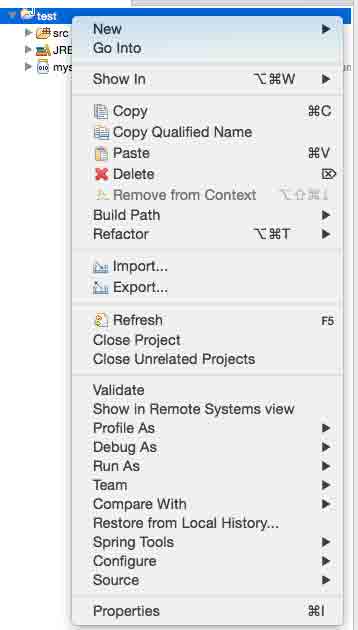 test
src
JRE
mys
New
Go Into
Show In ⌥⌘W
Copy ⌘C
Copy Qualified Name
Paste ⌘V
Delete ⌦
Remove from Context ⌥⇧⌘↓
Build Path
Refactor ⌥⌘T
Import...
Export...
Refresh F5
Close Project
Close Unrelated Projects
Validate
Show in Remote Systems view
Profile As
Debug As
Run As
Team
Compare With
Restore from Local History...
Spring Tools
Configure
Source
Properties ⌘I